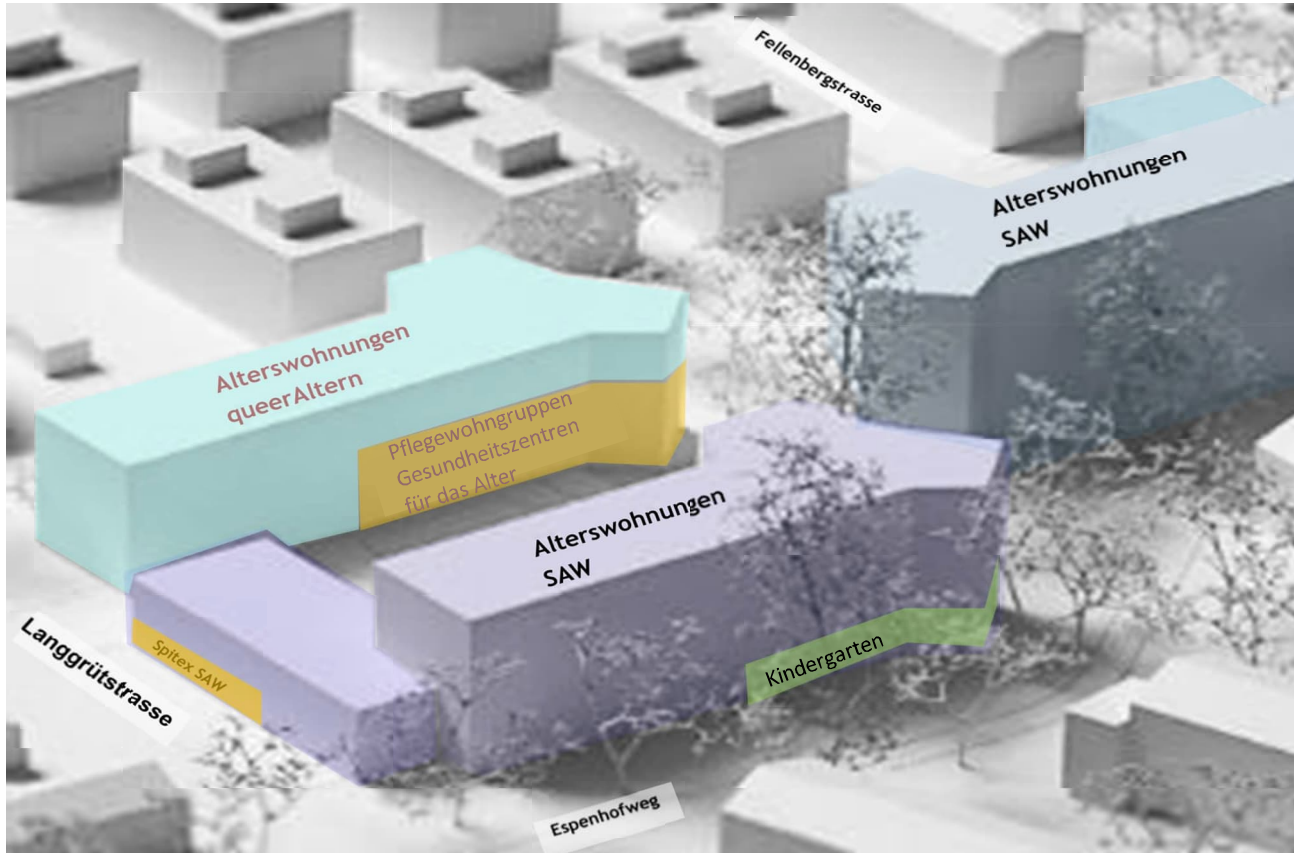 Fellenbergstrasse
Alterswohnungen
SAW
Alterswohnungen
queerAltern
Pflegewohngruppen
Gesundheitszentren
für das Alter
Alterswohnungen
SAW
Spitex SAW
Kindergarten
Langgrütstrasse
Espenhofweg